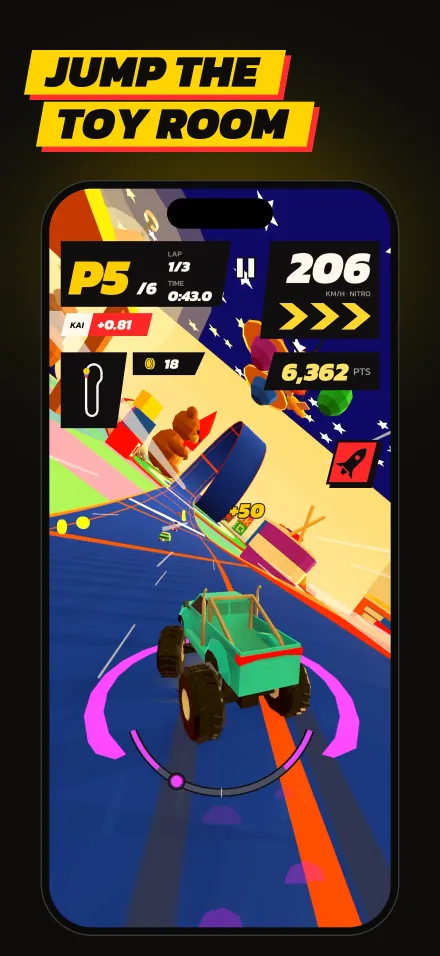 JUMP THE
TOY ROOM
P5 /6
LAP
1/3
TIME
0:43.0
206
KM/H·NITRO
KAI +0.81
18
6,362 PTS
+50